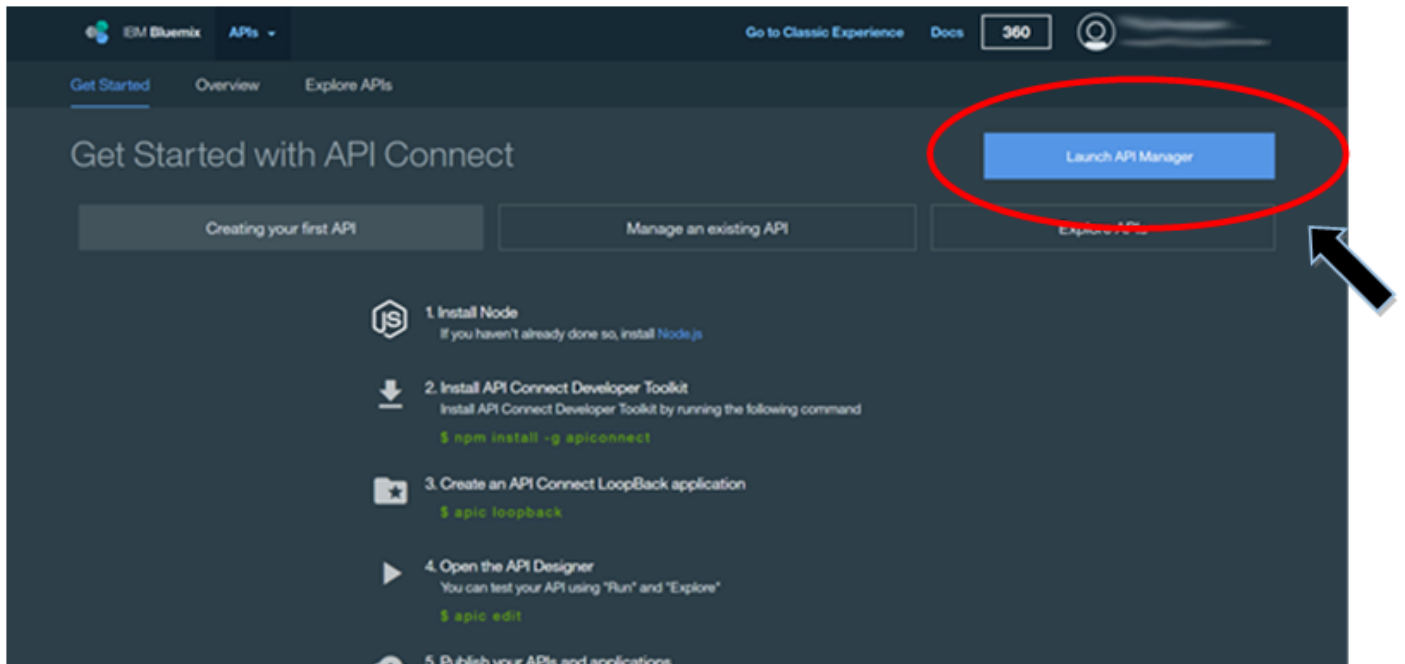 IBM Bluemix APIs Go to Classic Experience Docs 360
Get Started Overview Explore APIs
Get Started with API Connect
Launch API Manager
Creating your first API Manage an existing API Explore APIs
JS
1. Install Node
If you haven't already done so, install Node.js
2. Install API Connect Developer Toolkit
Install API Connect Developer Toolkit by running the following command
$ npm install -g apiconnect
3. Create an API Connect LoopBack application
$ apic loopback
4. Open the API Designer
You can test your API using "Run" and "Explore"
$ apic edit
5. Publish your APIs and applications